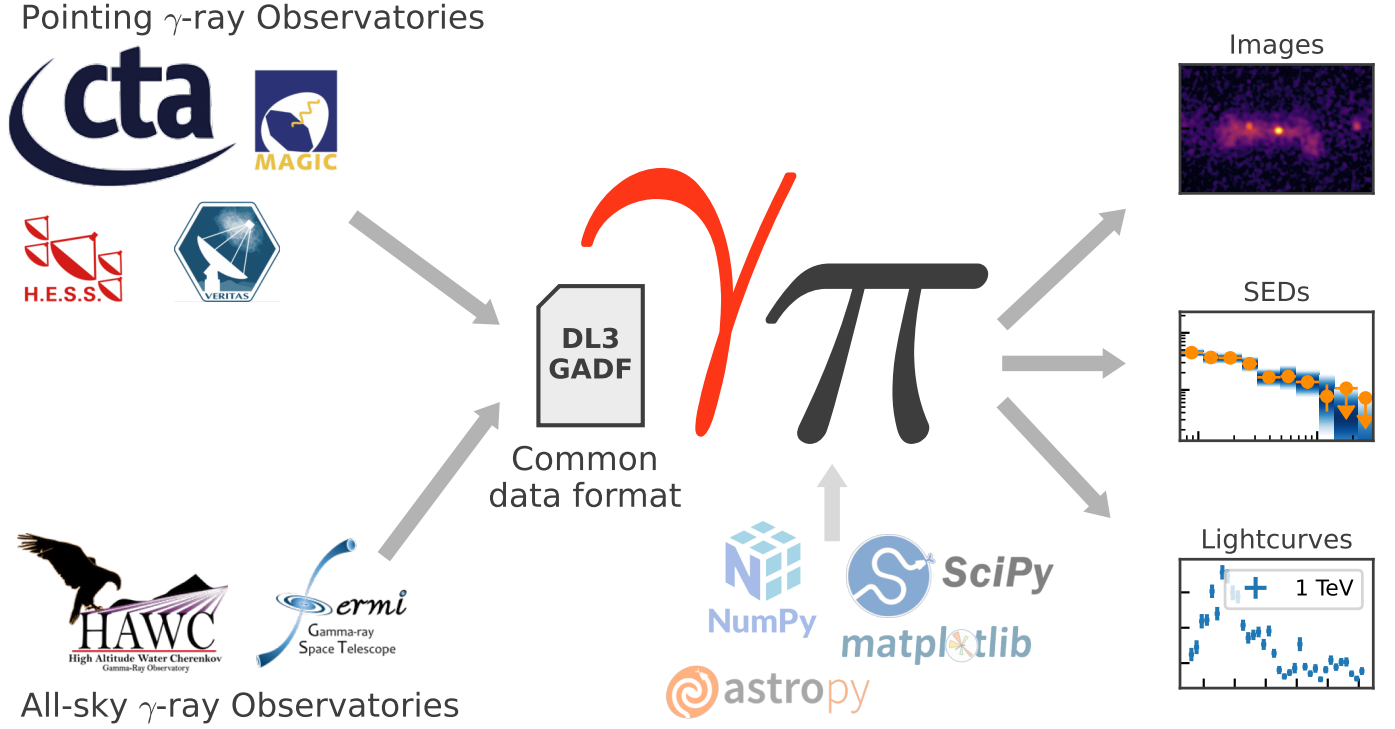 Pointing γ-ray Observatories
cta
MAGIC
H.E.S.S.
VERITAS
DL3
GADF
Common
data format
γπ
HAWC
High Altitude Water Cherenkov
Gamma-Ray Observatory
Fermi
Gamma-ray
Space Telescope
All-sky γ-ray Observatories
NumPy
SciPy
matplotlib
astropy
Images
SEDs
Lightcurves
1 TeV